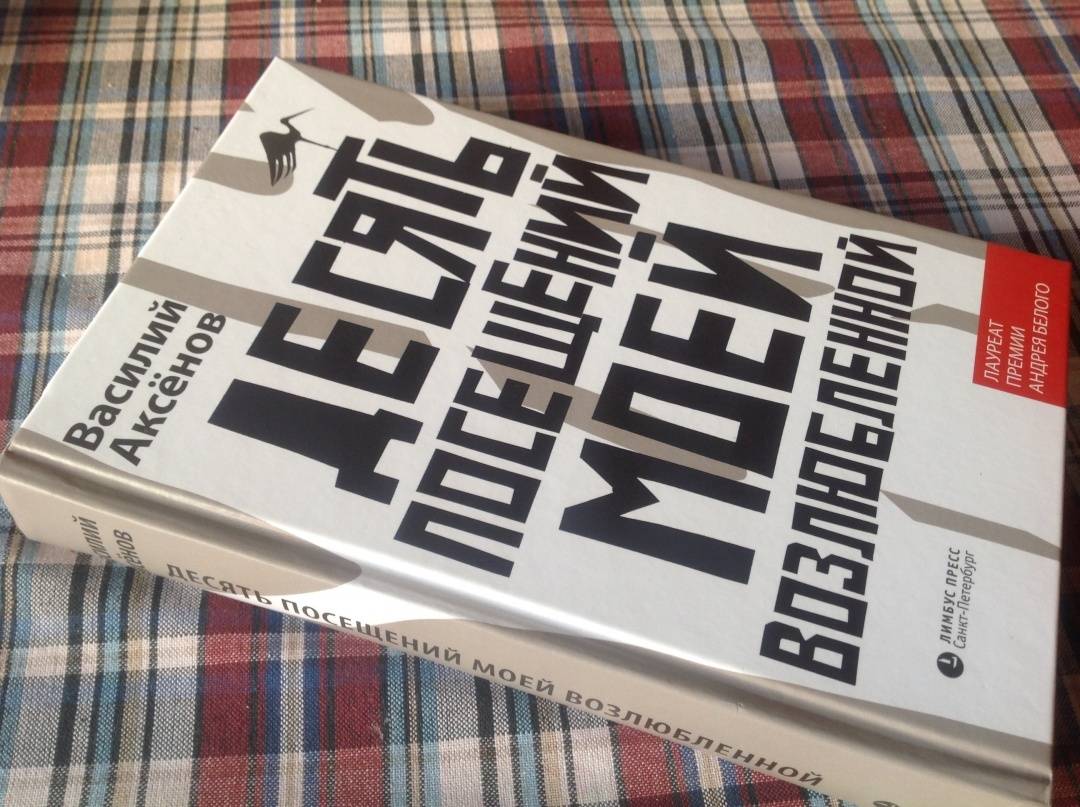 Василий
Аксёнов
ДЕСЯТЬ
ПОСЕЩЕНИЙ
МОЕЙ
ВОЗЛЮБЛЕННОЙ
ЛАУРЕАТ
ПРЕМИИ
АНДРЕЯ БЕЛОГО
ЛИМБУС ПРЕСС
Санкт-Петербург
ДЕСЯТЬ ПОСЕЩЕНИЙ МОЕЙ ВОЗЛЮБЛЕННОЙ